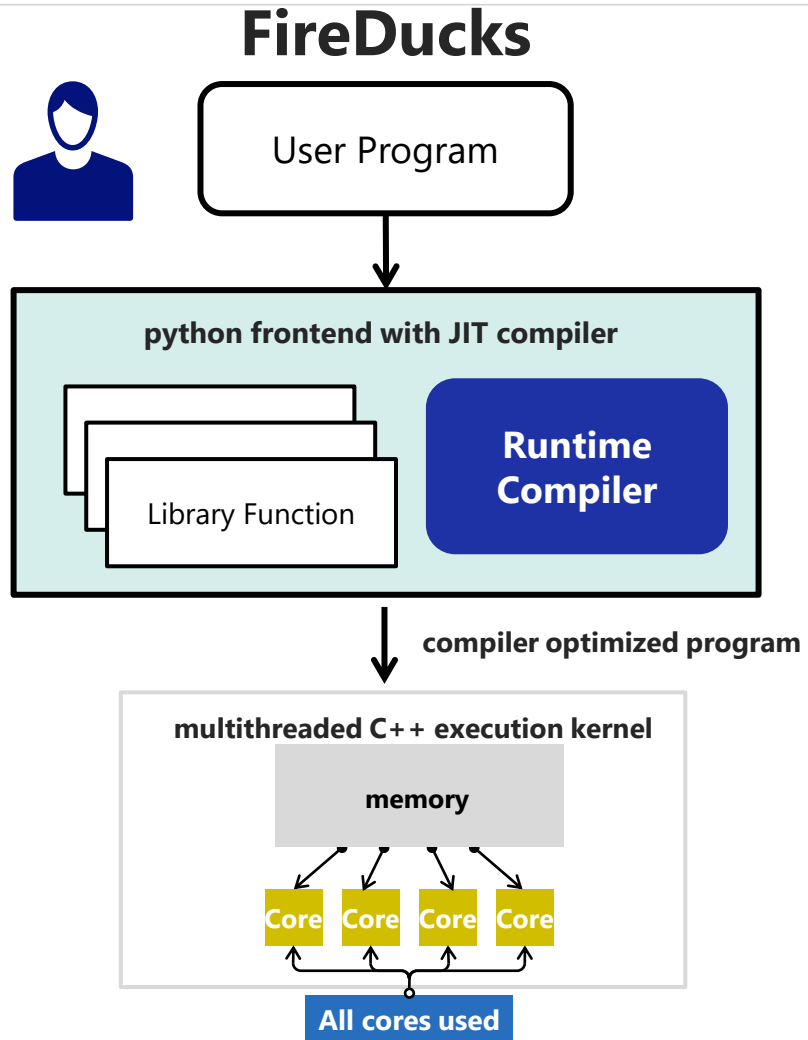 FireDucks
User Program
python frontend with JIT compiler
Library Function
Runtime
Compiler
compiler optimized program
multithreaded C++ execution kernel
memory
Core
Core
Core
Core
All cores used